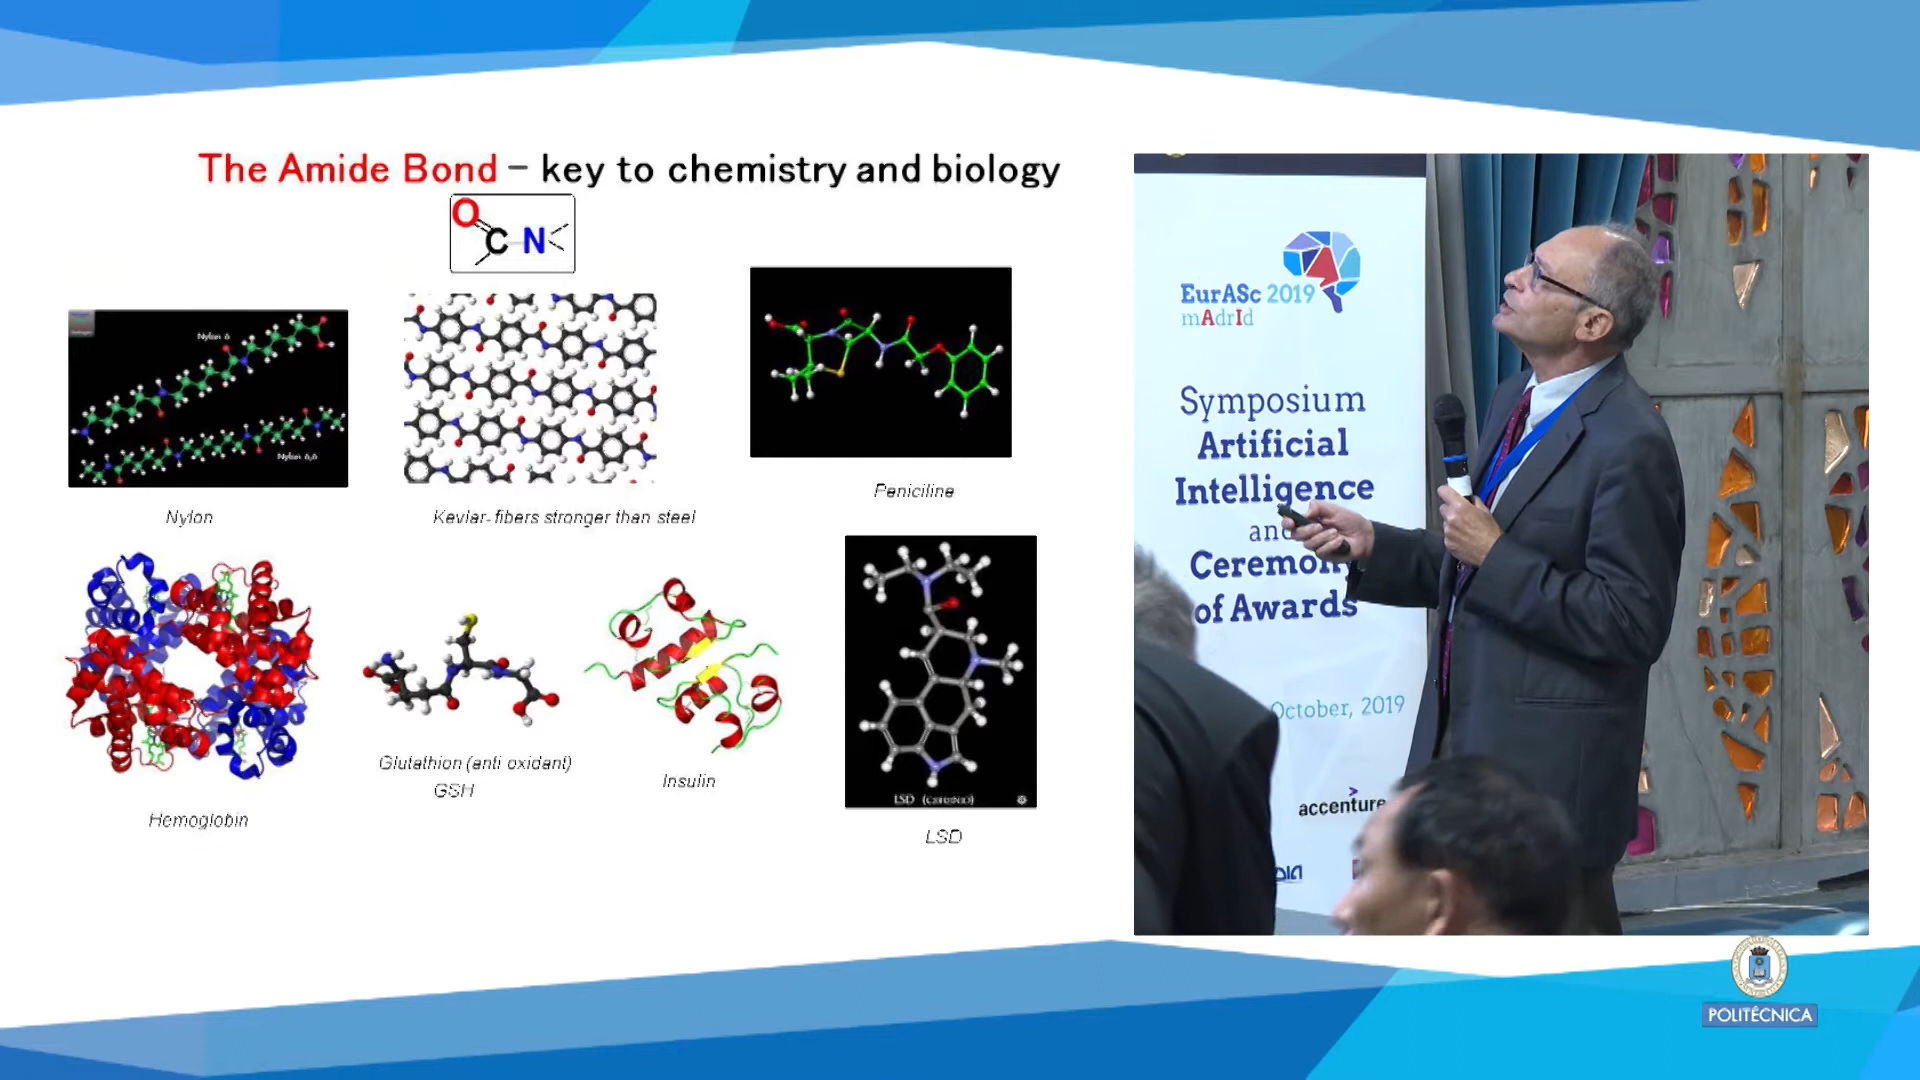 The Amide Bond – key to chemistry and biology
O
C N
Nylon 6
Nylon 6,6
Nylon
Kevlar- fibers stronger than steel
Peniciline
Hemoglobin
Glutathion (anti oxidant)
GSH
Insulin
LSD
LSD
EurASc 2019
mAdrId
Symposium
Artificial
Intelligence
and
Ceremony
of Awards
October, 2019
accenture
POLITÉCNICA